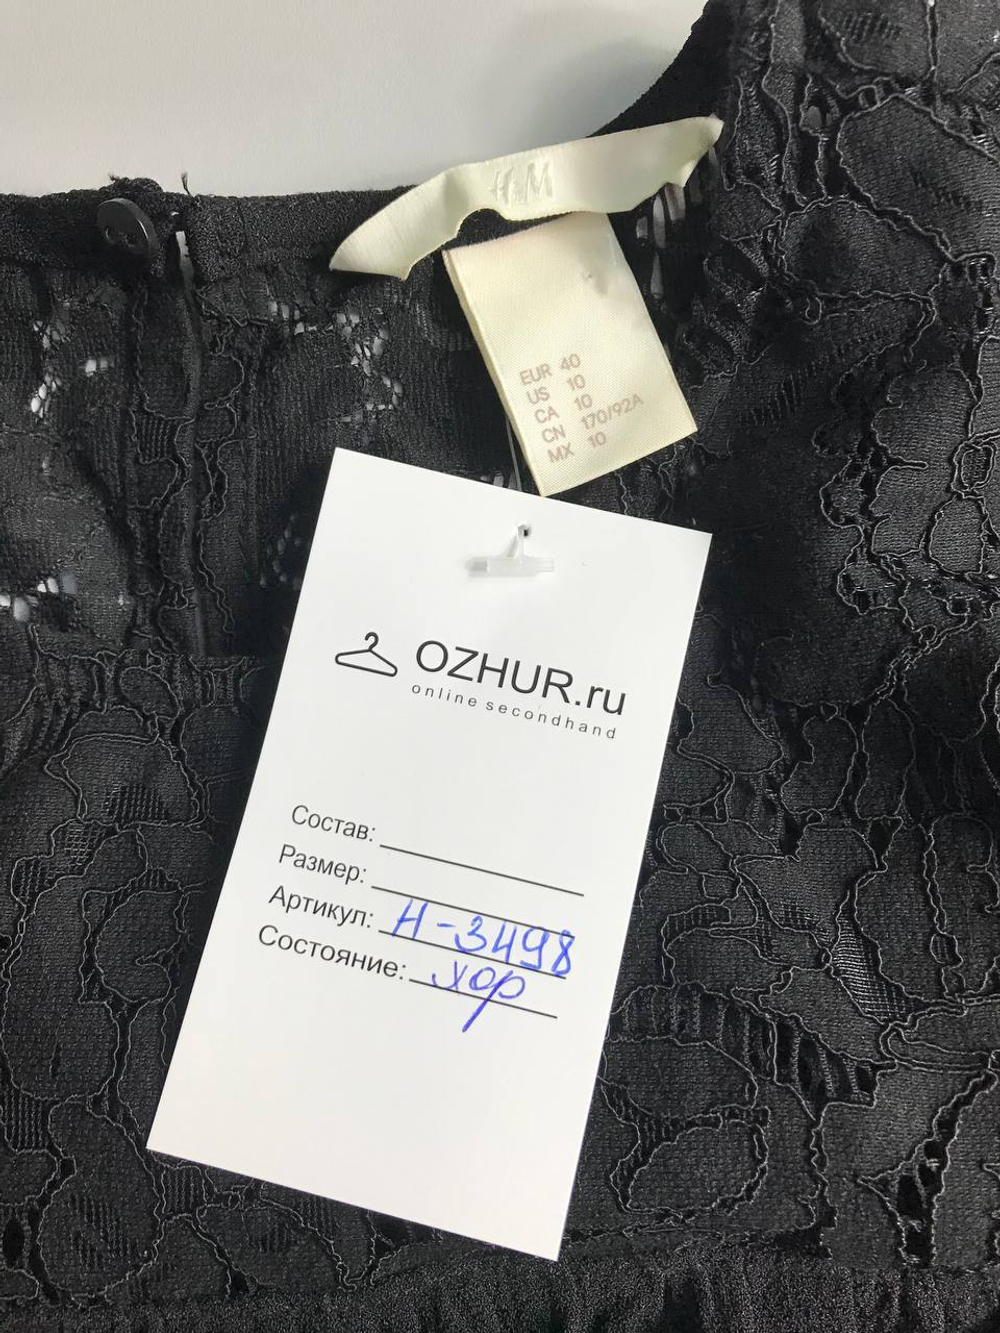 H&M
EUR 40
US 10
CA 10
CN 170/92A
MX 10
OZHUR.ru
online secondhand
Состав:
Размер:
Артикул: Н-3498
Состояние: хор